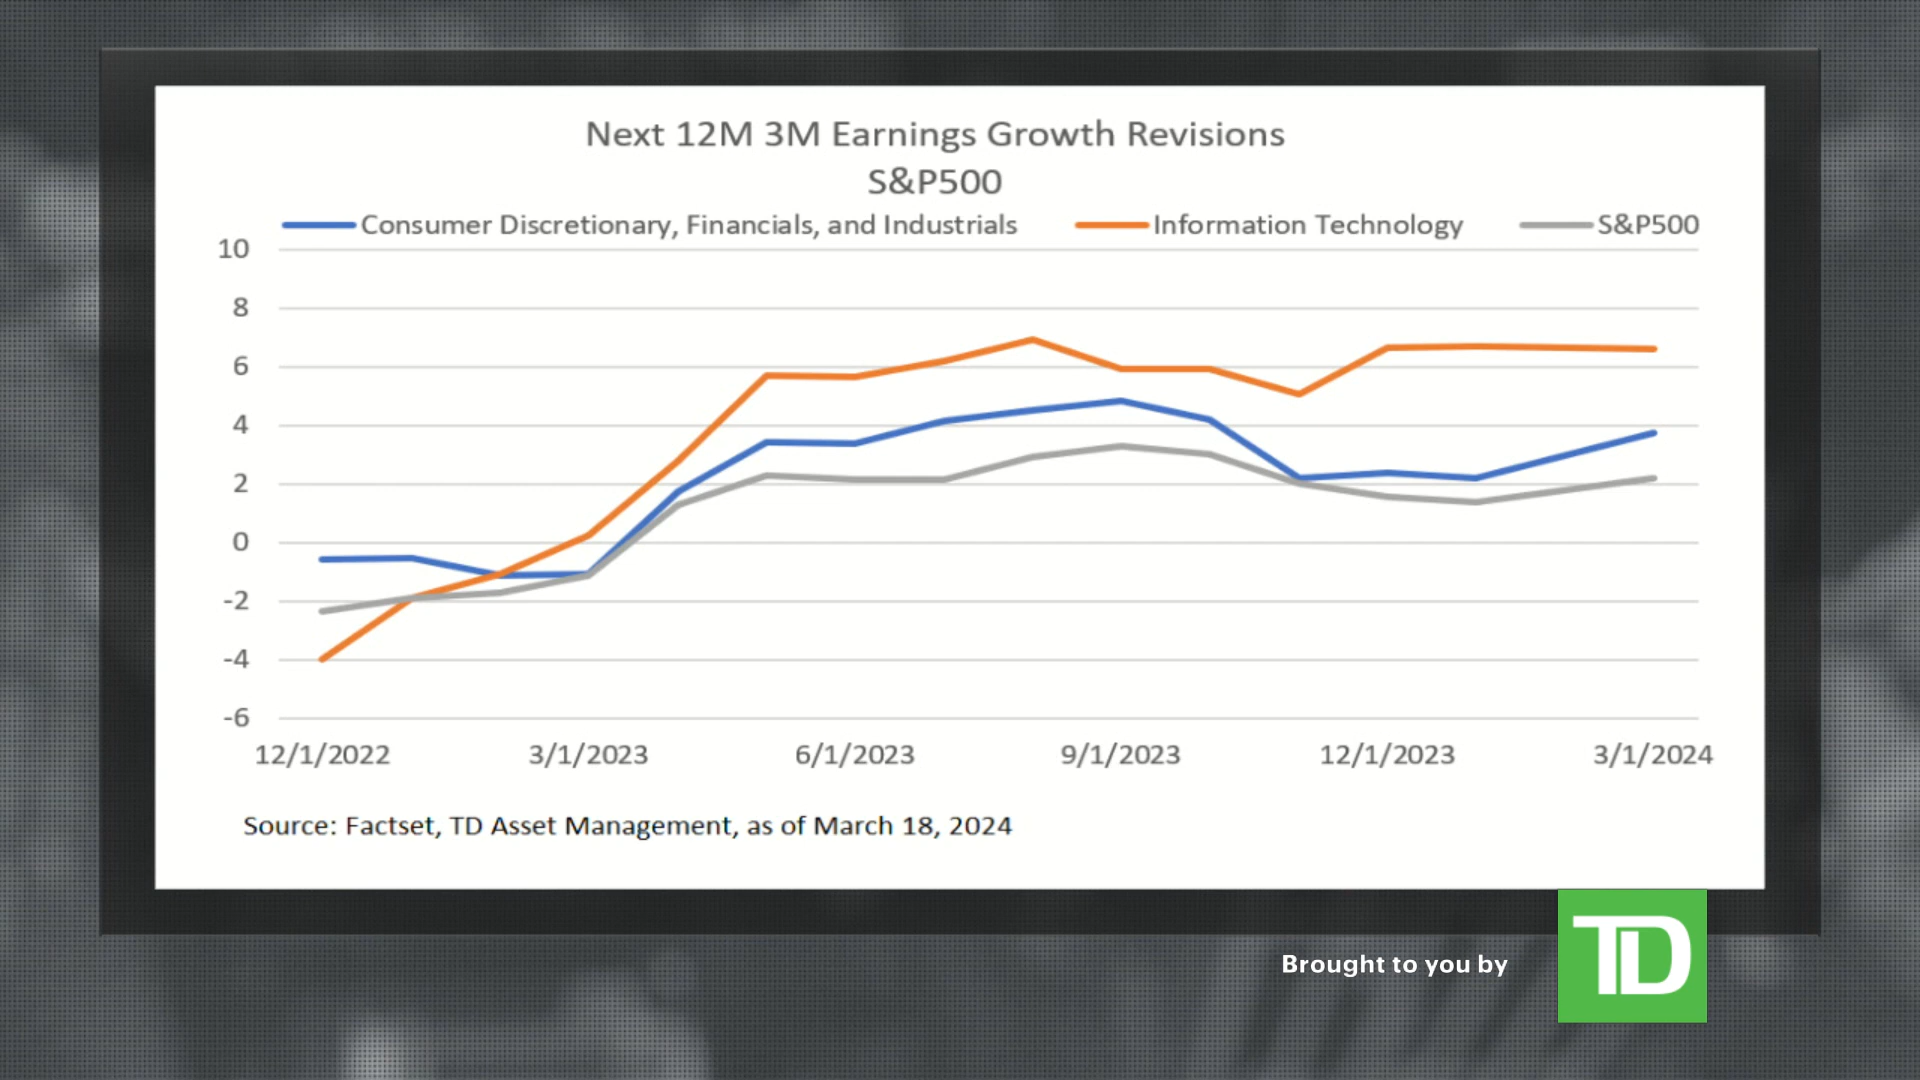 Next 12M 3M Earnings Growth Revisions
S&P500
Consumer Discretionary, Financials, and Industrials Information Technology S&P500
10
8
6
4
2
0
-2
-4
-6
12/1/2022 3/1/2023 6/1/2023 9/1/2023 12/1/2023 3/1/2024
Source: Factset, TD Asset Management, as of March 18, 2024
Brought to you by
TD